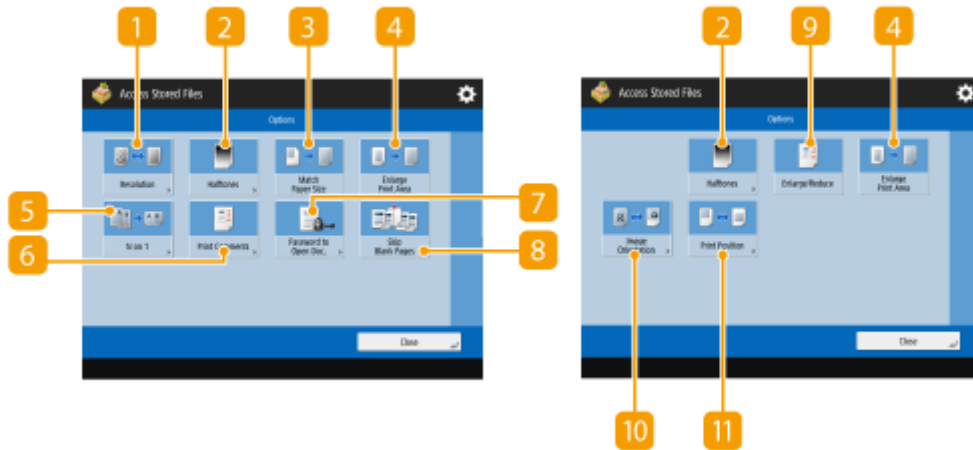 1 2 3 4
Access Stored Files
Options
Resolution Halftones Match Paper Size Enlarge Print Area
5 N on 1 Print Comments Password to Open Doc. Skip Blank Pages 7
6 8
Close
2 9 4
Access Stored Files
Options
Halftones Enlarge/Reduce Enlarge Print Area
R R
Image Orientation Print Position
Close
10 11